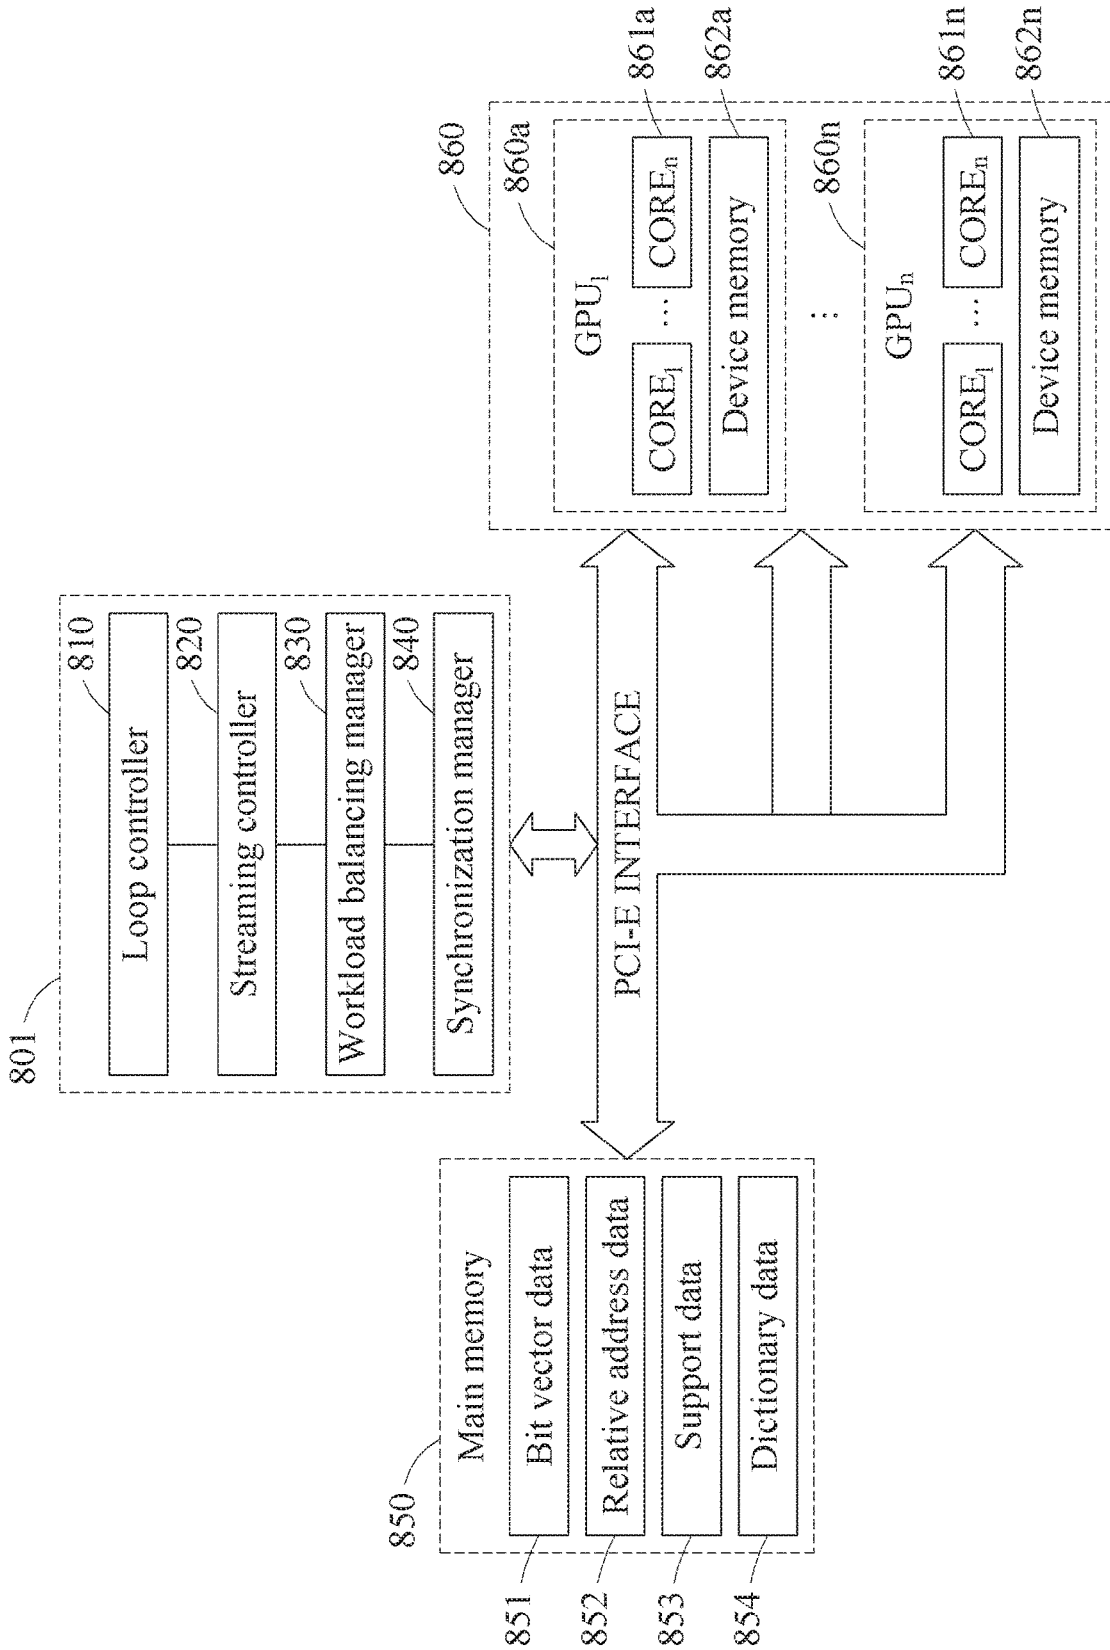 801
Loop controller
810
Streaming controller
820
Workload balancing manager
830
Synchronization manager
840
850
Main memory
Bit vector data
851
Relative address data
852
Support data
853
Dictionary data
854
PCI-E INTERFACE
860
860a
GPU₁
CORE₁ ... COREₙ
861a
Device memory
862a
⋮
860n
GPUₙ
CORE₁ ... COREₙ
861n
Device memory
862n